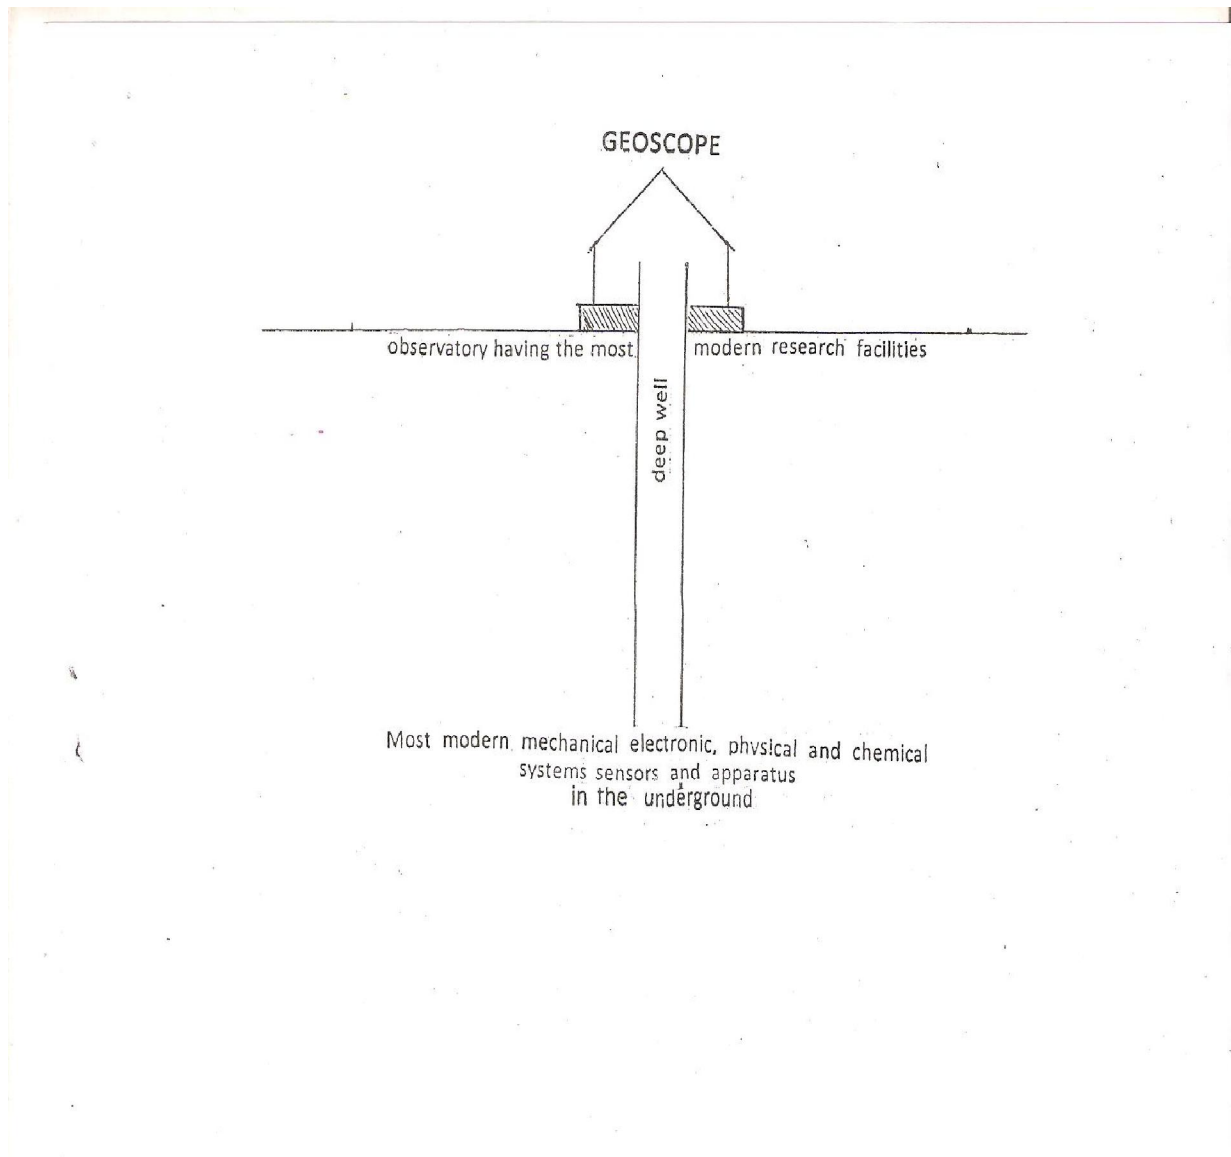 GEOSCOPE
observatory having the most modern research facilities
deep well
Most modern mechanical electronic, physical and chemical
systems sensors and apparatus
in the underground